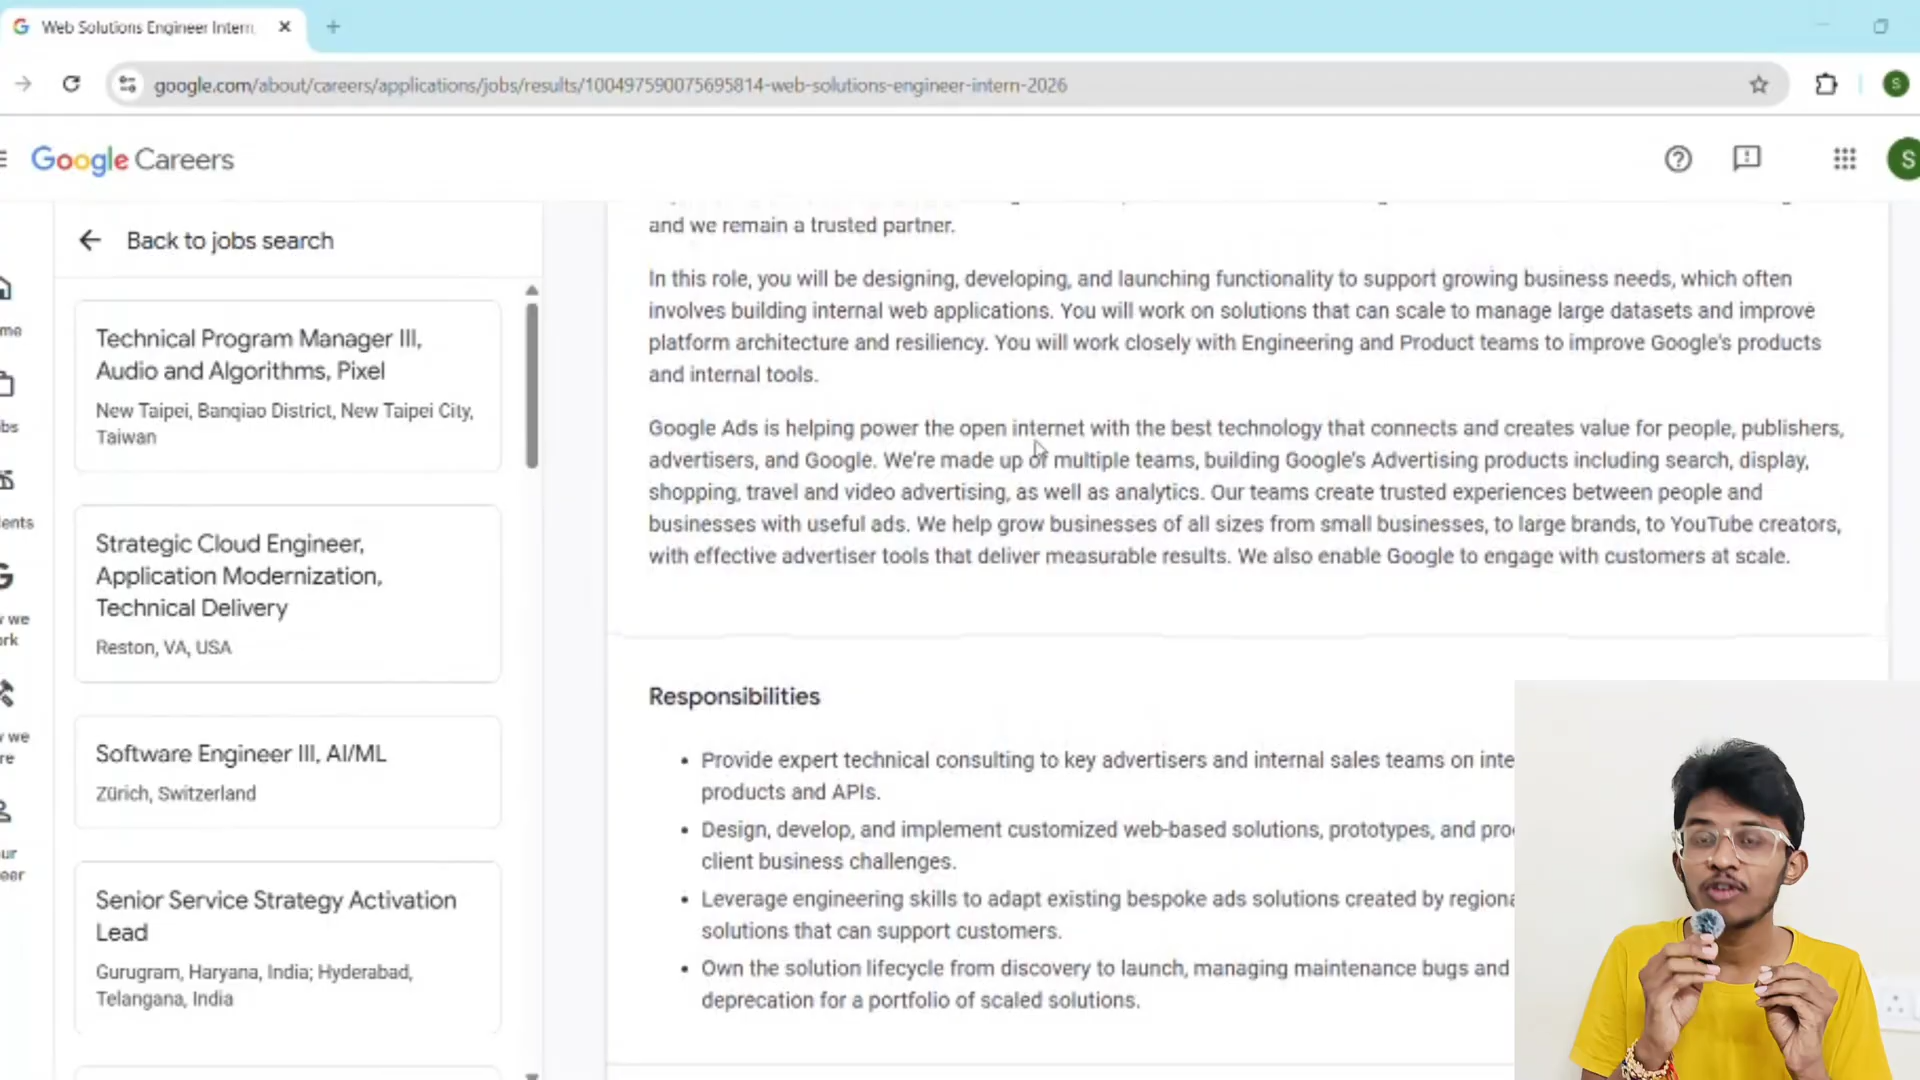 Web Solutions Engineer Intern,
google.com/about/careers/applications/jobs/results/100497590075695814-web-solutions-engineer-intern-2026
S
Google Careers
S
Back to jobs search
Technical Program Manager III,
Audio and Algorithms, Pixel
New Taipei, Banqiao District, New Taipei City,
Taiwan
Strategic Cloud Engineer,
Application Modernization,
Technical Delivery
Reston, VA, USA
Software Engineer III, AI/ML
Zürich, Switzerland
Senior Service Strategy Activation
Lead
Gurugram, Haryana, India; Hyderabad,
Telangana, India
and we remain a trusted partner.
In this role, you will be designing, developing, and launching functionality to support growing business needs, which often
involves building internal web applications. You will work on solutions that can scale to manage large datasets and improve
platform architecture and resiliency. You will work closely with Engineering and Product teams to improve Google's products
and internal tools.
Google Ads is helping power the open internet with the best technology that connects and creates value for people, publishers,
advertisers, and Google. We're made up of multiple teams, building Google's Advertising products including search, display,
shopping, travel and video advertising, as well as analytics. Our teams create trusted experiences between people and
businesses with useful ads. We help grow businesses of all sizes from small businesses, to large brands, to YouTube creators,
with effective advertiser tools that deliver measurable results. We also enable Google to engage with customers at scale.
Responsibilities
• Provide expert technical consulting to key advertisers and internal sales teams on inte
products and APIs.
• Design, develop, and implement customized web-based solutions, prototypes, and pro
client business challenges.
• Leverage engineering skills to adapt existing bespoke ads solutions created by regiona
solutions that can support customers.
• Own the solution lifecycle from discovery to launch, managing maintenance bugs and
deprecation for a portfolio of scaled solutions.